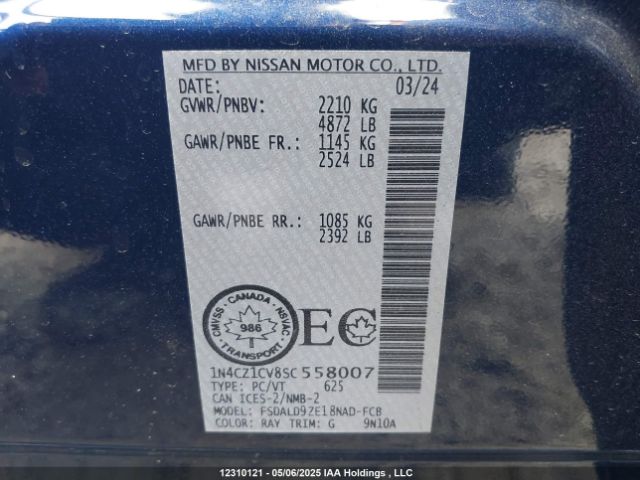 MFD BY NISSAN MOTOR CO., LTD.
DATE: 03/24
GVWR/PNBV: 2210 KG
4872 LB
GAWR/PNBE FR.: 1145 KG
2524 LB
GAWR/PNBE RR.: 1085 KG
2392 LB
CANADA
CMVSS NSVAC
986
TRANSPORT
EC
1N4CZ1CV8SC558007
TYPE: PC/VT 625
CAN ICES-2/NMB-2
MODEL: FSDALD9ZE18NAD-FCB
COLOR: RAY TRIM: G 9N10A
12310121 - 05/06/2025 IAA Holdings , LLC